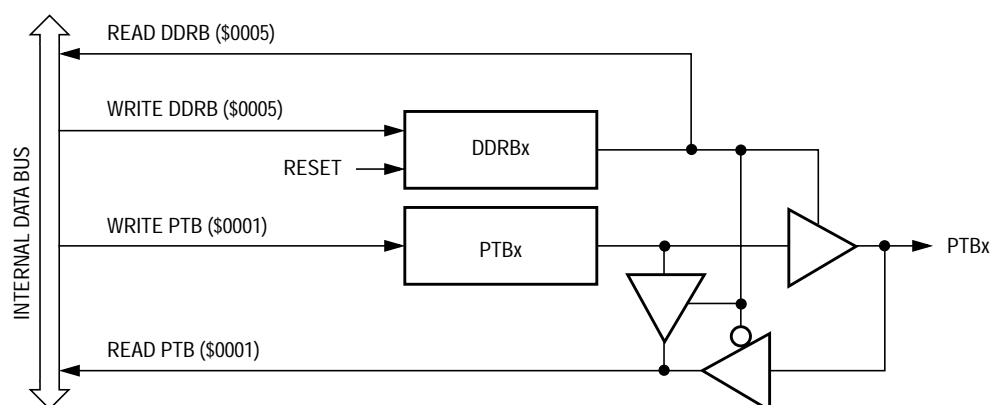 READ DDRB ($0005)
WRITE DDRB ($0005)
DDRBx
RESET
WRITE PTB ($0001)
PTBx
PTBx
READ PTB ($0001)
INTERNAL DATA BUS